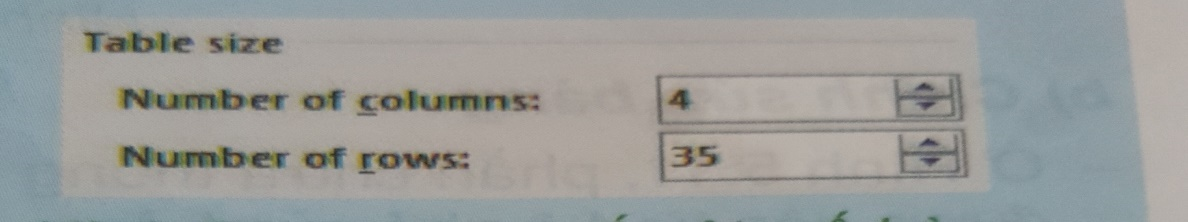 Table size
Number of columns: 4
Number of rows: 35